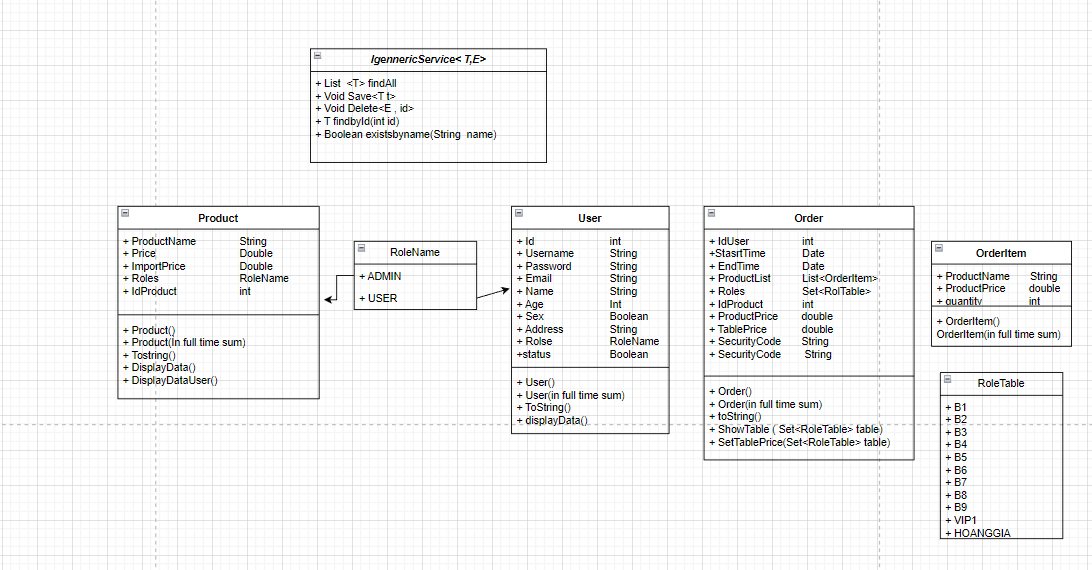 IgennericService< T,E>
+ List <T> findAll
+ Void Save<T t>
+ Void Delete<E , id>
+ T findbyId(int id)
+ Boolean existsbyname(String name)
Product
+ ProductName String
+ Price Double
+ ImportPrice Double
+ Roles RoleName
+ IdProduct int
+ Product()
+ Product(In full time sum)
+ Tostring()
+ DisplayData()
+ DisplayDataUser()
RoleName
+ ADMIN
+ USER
User
+ Id int
+ Username String
+ Password String
+ Email String
+ Name String
+ Age Int
+ Sex Boolean
+ Address String
+ Rolse RoleName
+status Boolean
+ User()
+ User(in full time sum)
+ ToString()
+ displayData()
Order
+ IdUser int
+StasrtTime Date
+ EndTime Date
+ ProductList List<OrderItem>
+ Roles Set<RolTable>
+ IdProduct int
+ ProductPrice double
+ TablePrice double
+ SecurityCode String
+ SecurityCode String
+ Order()
+ Order(in full time sum)
+ toString()
+ ShowTable ( Set<RoleTable> table)
+ SetTablePrice(Set<RoleTable> table)
OrderItem
+ ProductName String
+ ProductPrice double
+ quantity int
+ OrderItem()
OrderItem(in full time sum)
RoleTable
+ B1
+ B2
+ B3
+ B4
+ B5
+ B6
+ B7
+ B8
+ B9
+ VIP1
+ HOANGGIA